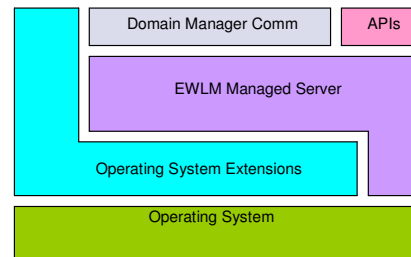 Domain Manager Comm
APIs
EWLM Managed Server
Operating System Extensions
Operating System